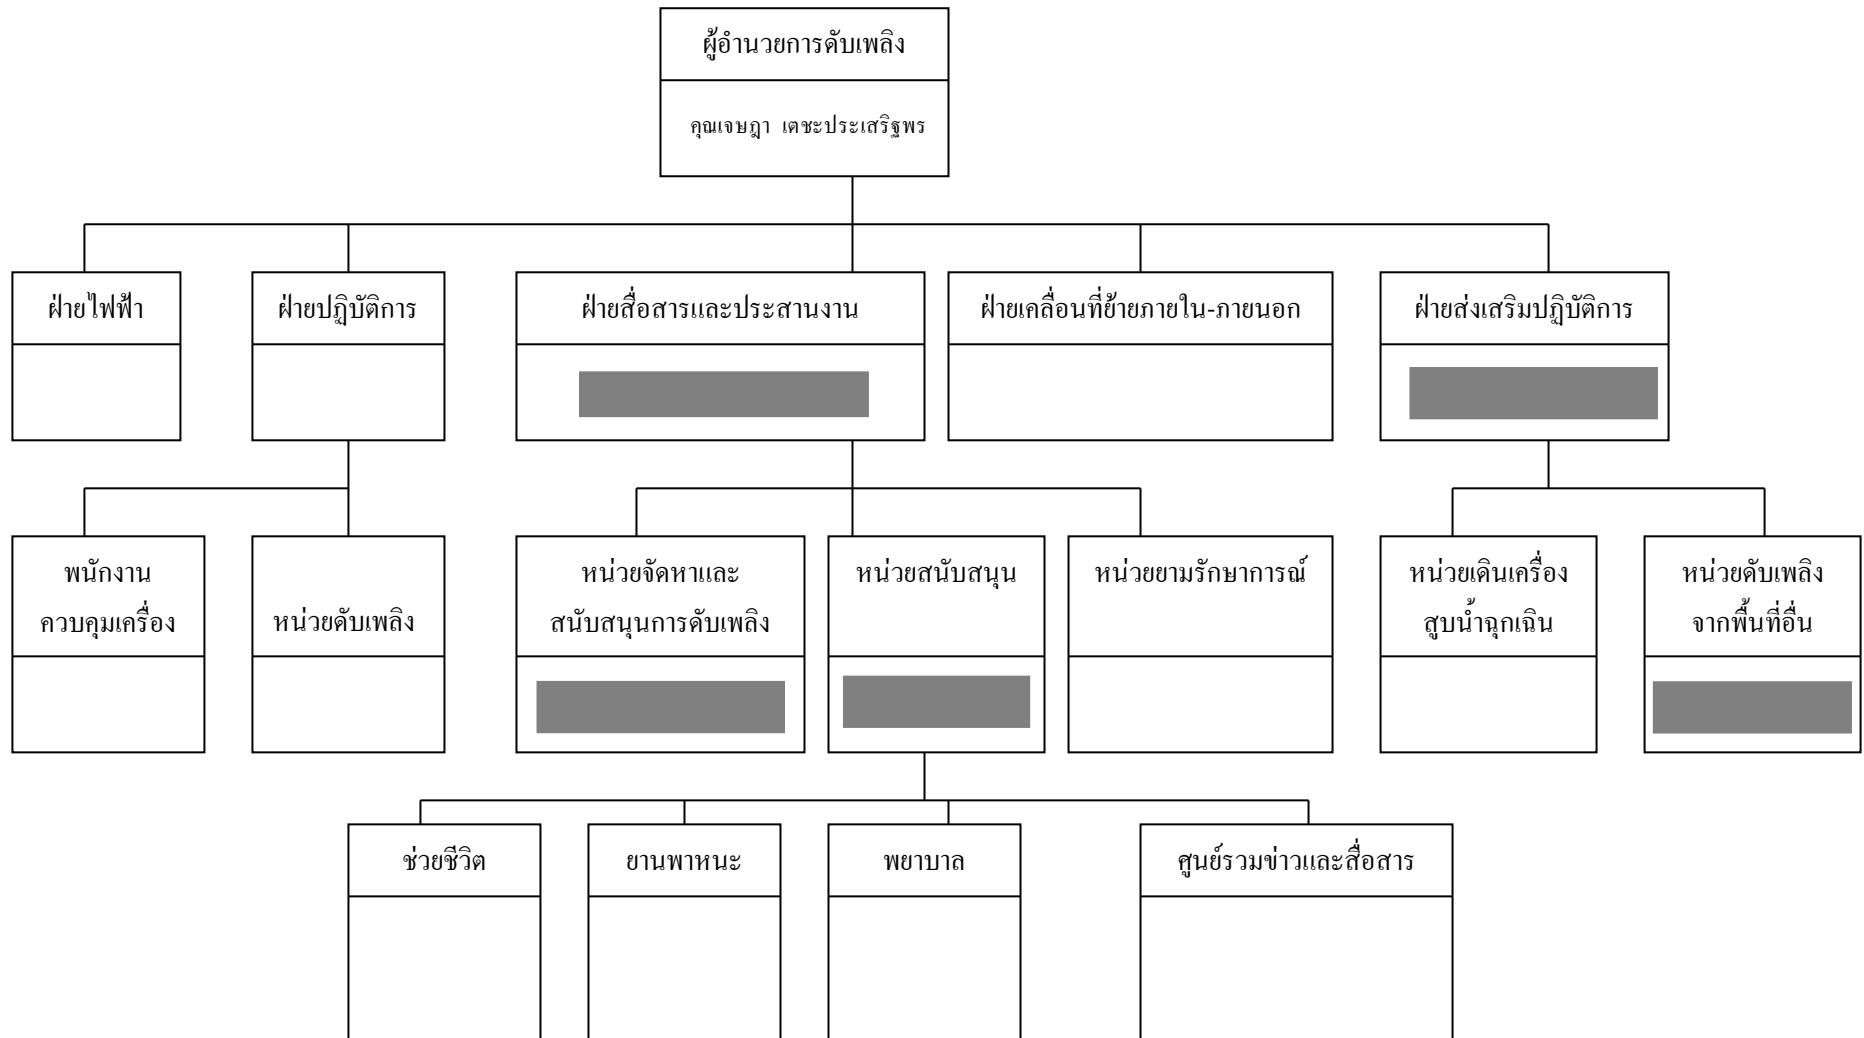 ผู้อำนวยการดับเพลิง
คุณเจษฎา เตชะประเสริฐพร
ฝ่ายไฟฟ้า
ฝ่ายปฏิบัติการ
ฝ่ายสื่อสารและประสานงาน
ฝ่ายเคลื่อนที่ย้ายภายใน-ภายนอก
ฝ่ายส่งเสริมปฏิบัติการ
พนักงาน
ควบคุมเครื่อง
หน่วยดับเพลิง
หน่วยจัดหาและ
สนับสนุนการดับเพลิง
หน่วยสนับสนุน
หน่วยยามรักษาการณ์
หน่วยเดินเครื่อง
สูบน้ำฉุกเฉิน
หน่วยดับเพลิง
จากพื้นที่อื่น
ช่วยชีวิต
ยานพาหนะ
พยาบาล
ศูนย์รวมข่าวและสื่อสาร